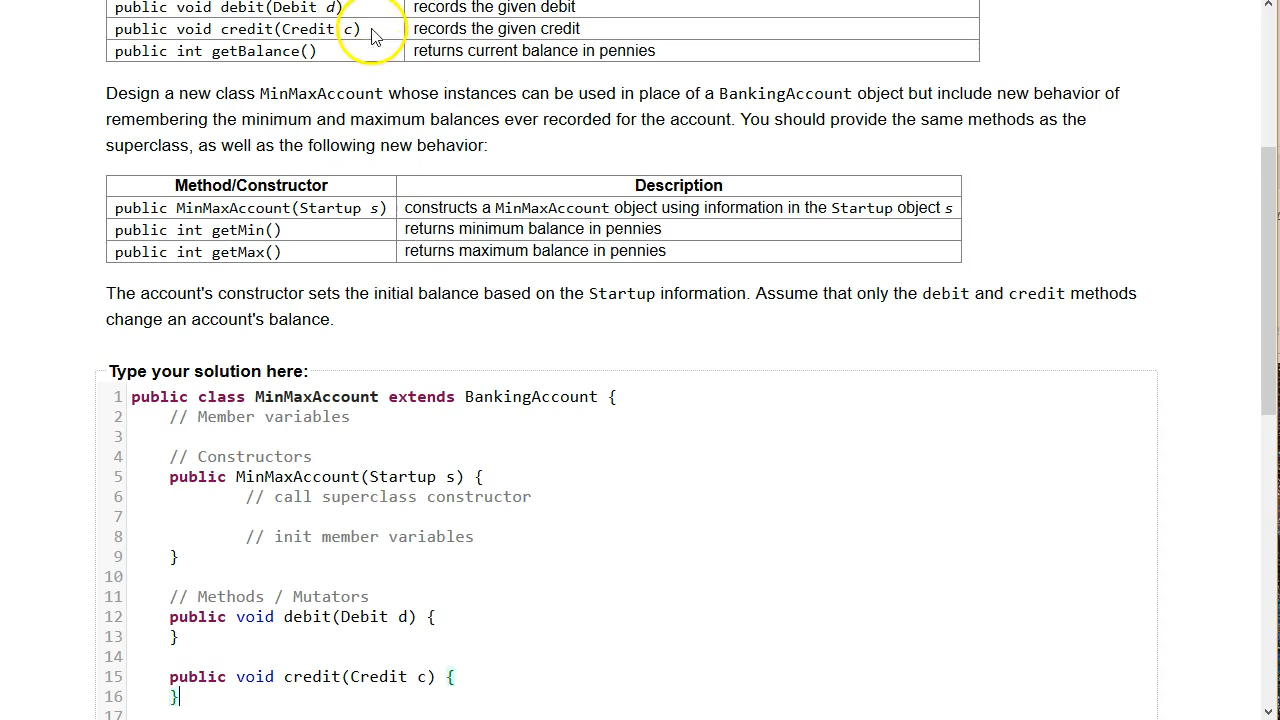 public void debit(Debit d) records the given debit
public void credit(Credit c) records the given credit
public int getBalance() returns current balance in pennies
Design a new class MinMaxAccount whose instances can be used in place of a BankingAccount object but include new behavior of
remembering the minimum and maximum balances ever recorded for the account. You should provide the same methods as the
superclass, as well as the following new behavior:
Method/Constructor Description
public MinMaxAccount(Startup s) constructs a MinMaxAccount object using information in the Startup object s
public int getMin() returns minimum balance in pennies
public int getMax() returns maximum balance in pennies
The account's constructor sets the initial balance based on the Startup information. Assume that only the debit and credit methods
change an account's balance.
Type your solution here:
1 public class MinMaxAccount extends BankingAccount {
2 // Member variables
3
4 // Constructors
5 public MinMaxAccount(Startup s) {
6 // call superclass constructor
7
8 // init member variables
9 }
10
11 // Methods / Mutators
12 public void debit(Debit d) {
13 }
14
15 public void credit(Credit c) {
16 }
17